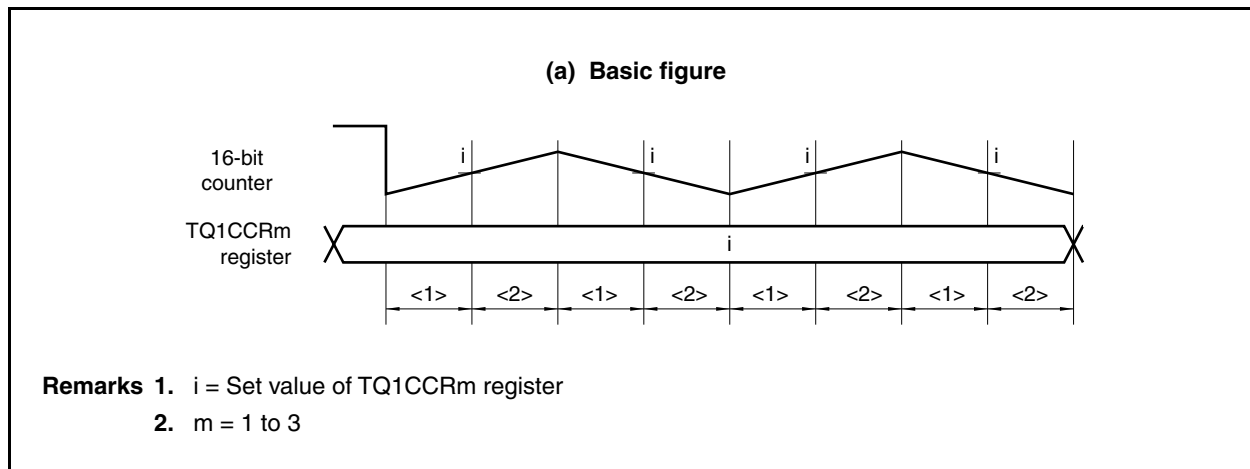 (a) Basic figure
16-bit
counter
i i i i
TQ1CCRm
register
i
<1> <2> <1> <2> <1> <2> <1> <2>
Remarks 1. i = Set value of TQ1CCRm register
2. m = 1 to 3